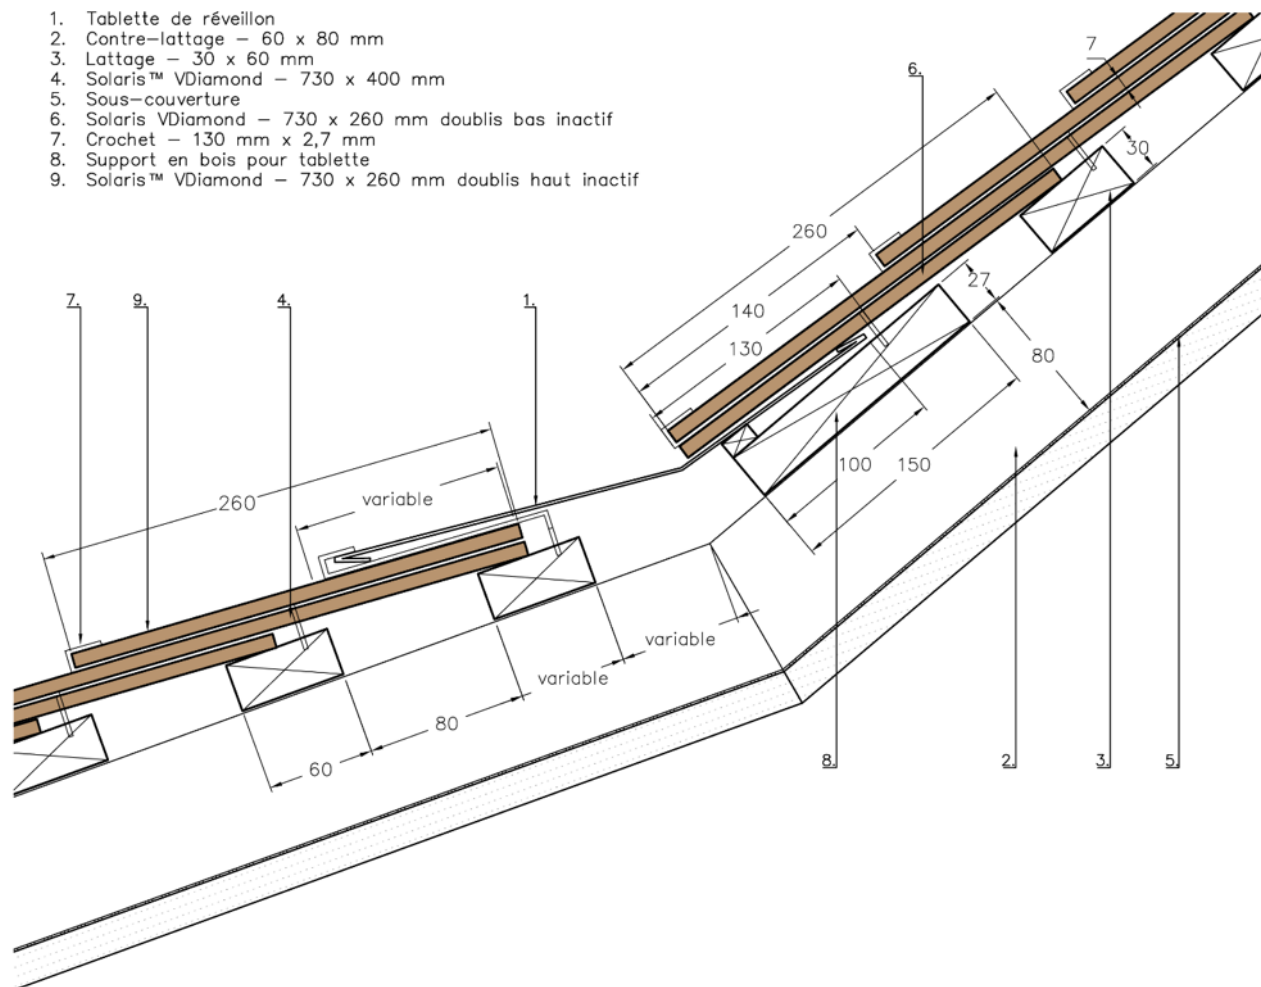 1. Tablette de réveillon
2. Contre-lattage - 60 x 80 mm
3. Lattage - 30 x 60 mm
4. Solaris™ VDiamond - 730 x 400 mm
5. Sous-couverture
6. Solaris VDiamond - 730 x 260 mm doublis bas inactif
7. Crochet - 130 mm x 2,7 mm
8. Support en bois pour tablette
9. Solaris™ VDiamond - 730 x 260 mm doublis haut inactif
7
6.
30
260
27
7. 9. 4. 1.
140
130
80
100 150
260
variable
variable
variable
80
60
8. 2. 3. 5.